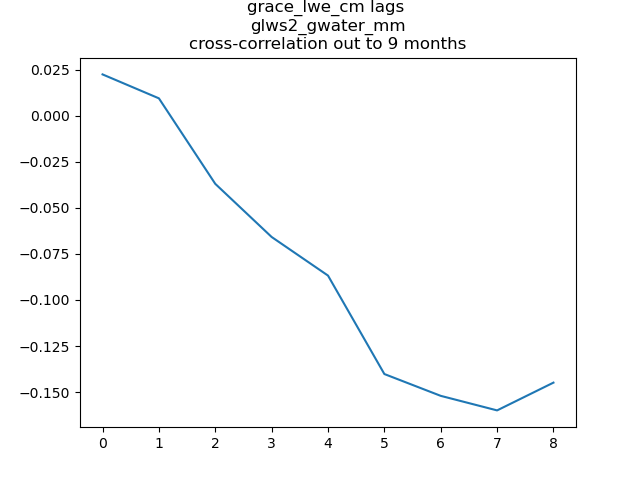 grace_lwe_cm lags
glws2_gwater_mm
cross-correlation out to 9 months
0.025
0.000
−0.025
−0.050
−0.075
−0.100
−0.125
−0.150
0 1 2 3 4 5 6 7 8